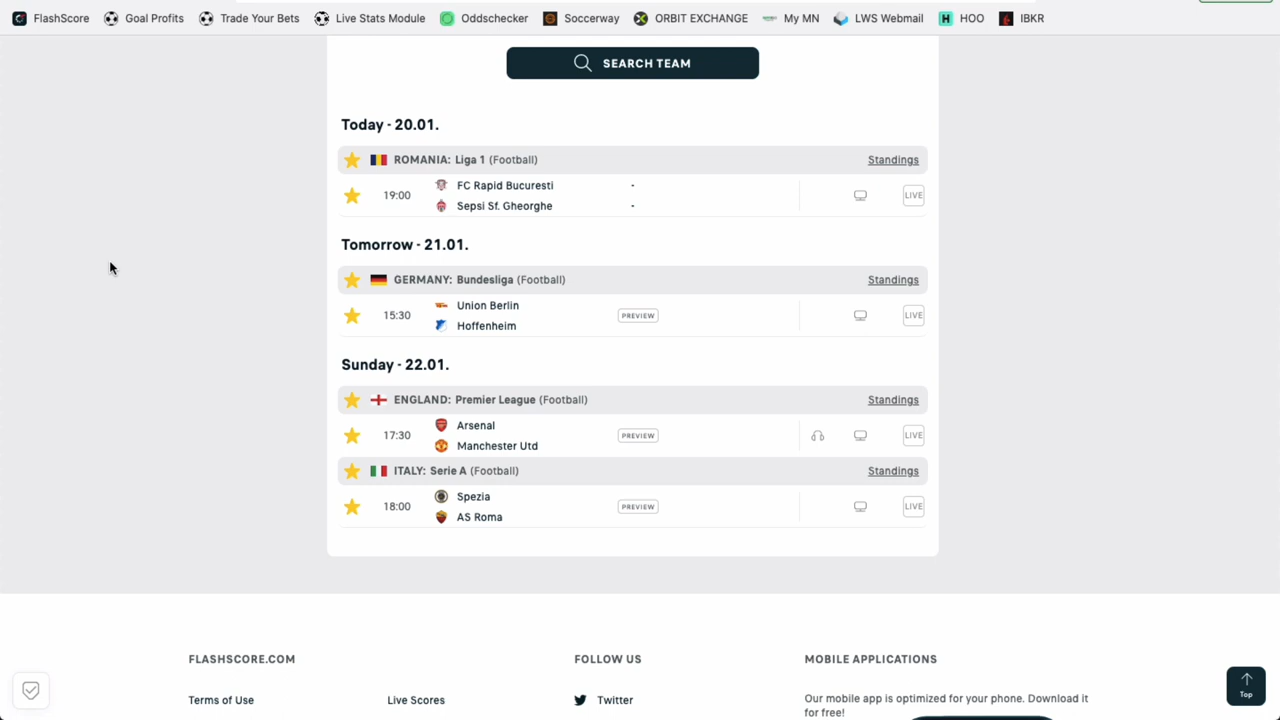 FlashScore Goal Profits Trade Your Bets Live Stats Module Oddschecker Soccerway ORBIT EXCHANGE My MN LWS Webmail HOO IBKR
SEARCH TEAM
Today - 20.01.
ROMANIA: Liga 1 (Football) Standings
19:00 FC Rapid Bucuresti -
Sepsi Sf. Gheorghe -
LIVE
Tomorrow - 21.01.
GERMANY: Bundesliga (Football) Standings
15:30 Union Berlin
Hoffenheim
PREVIEW LIVE
Sunday - 22.01.
ENGLAND: Premier League (Football) Standings
17:30 Arsenal
Manchester Utd
PREVIEW LIVE
ITALY: Serie A (Football) Standings
18:00 Spezia
AS Roma
PREVIEW LIVE
FLASHSCORE.COM FOLLOW US MOBILE APPLICATIONS
Terms of Use Live Scores Twitter
Our mobile app is optimized for your phone. Download it
for free!
Top